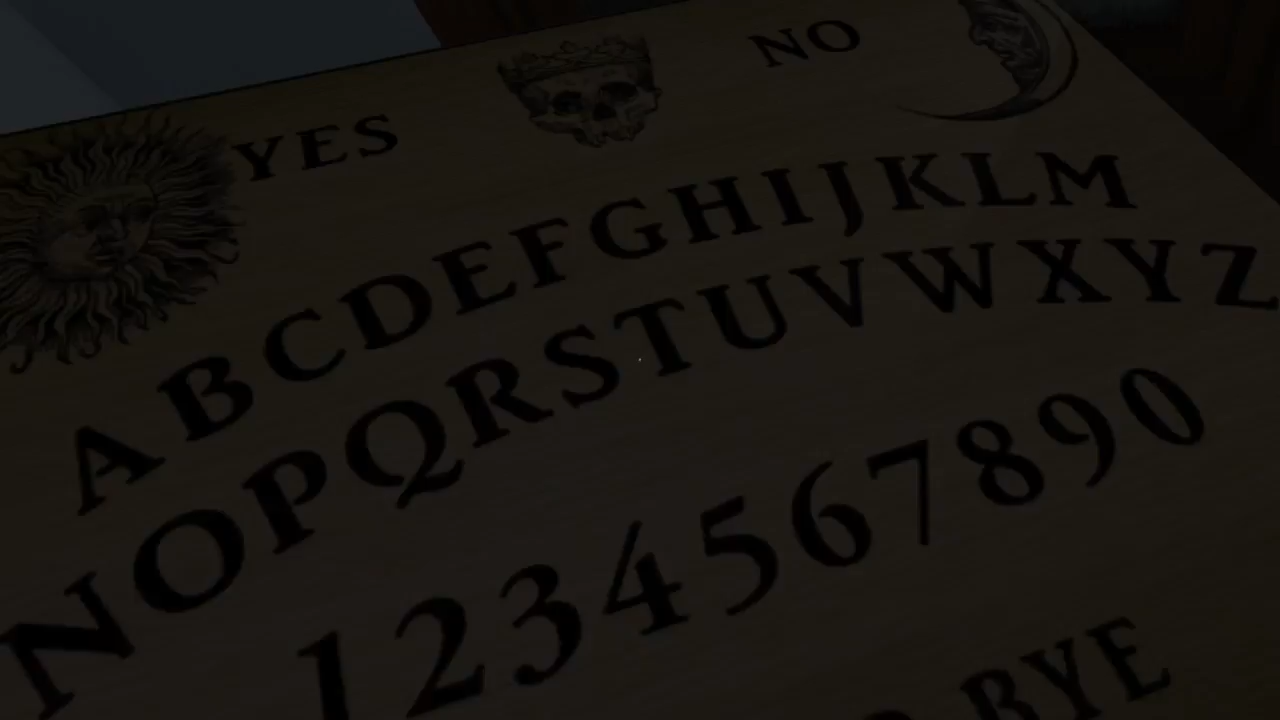 YES NO
ABCDEFGHIJKLM
NOPQRSTUVWXYZ
1234567890
BYE